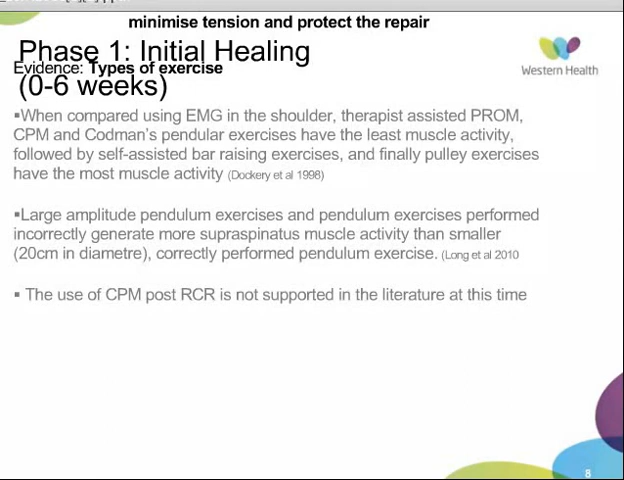 minimise tension and protect the repair
Phase 1: Initial Healing
Evidence: Types of exercise
(0-6 weeks)
Western Health
▪When compared using EMG in the shoulder, therapist assisted PROM,
CPM and Codman's pendular exercises have the least muscle activity,
followed by self-assisted bar raising exercises, and finally pulley exercises
have the most muscle activity (Dockery et al 1998)
▪Large amplitude pendulum exercises and pendulum exercises performed
incorrectly generate more supraspinatus muscle activity than smaller
(20cm in diametre), correctly performed pendulum exercise. (Long et al 2010
▪ The use of CPM post RCR is not supported in the literature at this time
8